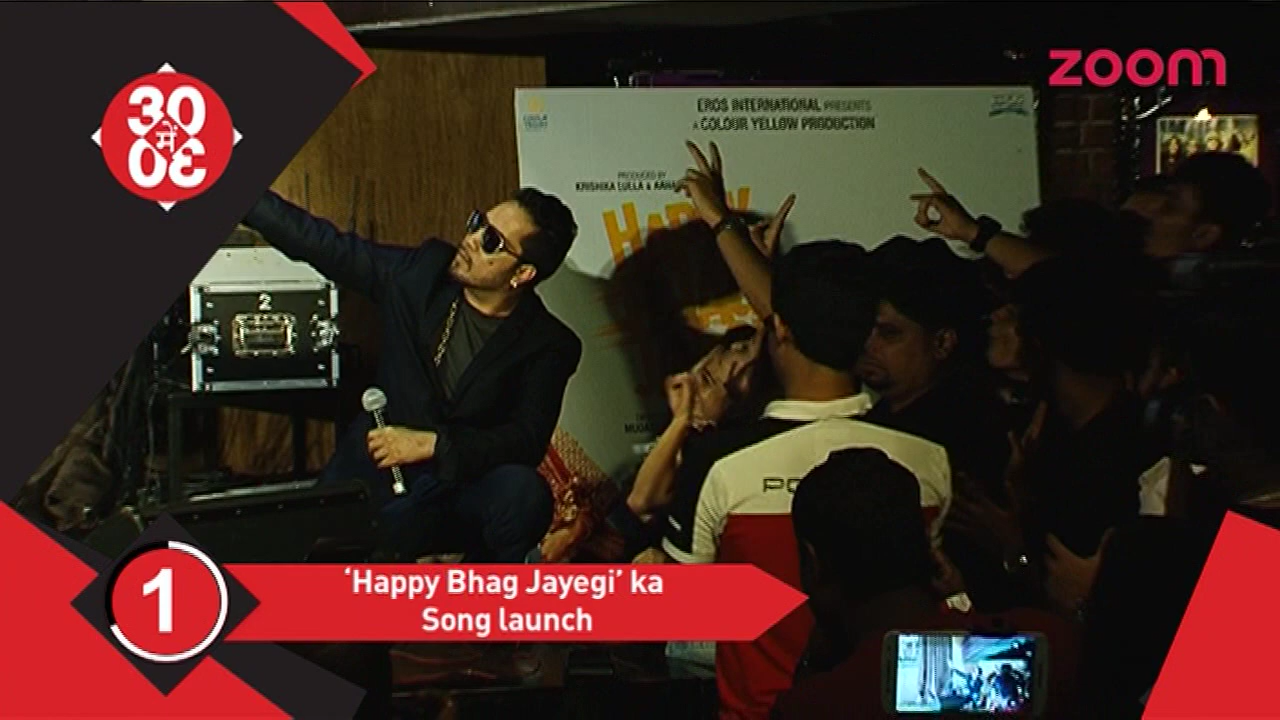 30
में
30
zoom
EROS INTERNATIONAL PRESENTS
A COLOUR YELLOW PRODUCTION
PRODUCED BY
KRISHIKA LULLA &
HAPPY
2
1
‘Happy Bhag Jayegi’ ka
Song launch